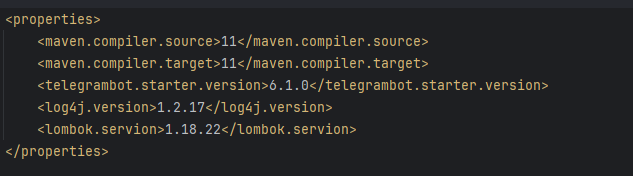 <properties>
<maven.compiler.source>11</maven.compiler.source>
<maven.compiler.target>11</maven.compiler.target>
<telegrambot.starter.version>6.1.0</telegrambot.starter.version>
<log4j.version>1.2.17</log4j.version>
<lombok.servion>1.18.22</lombok.servion>
</properties>